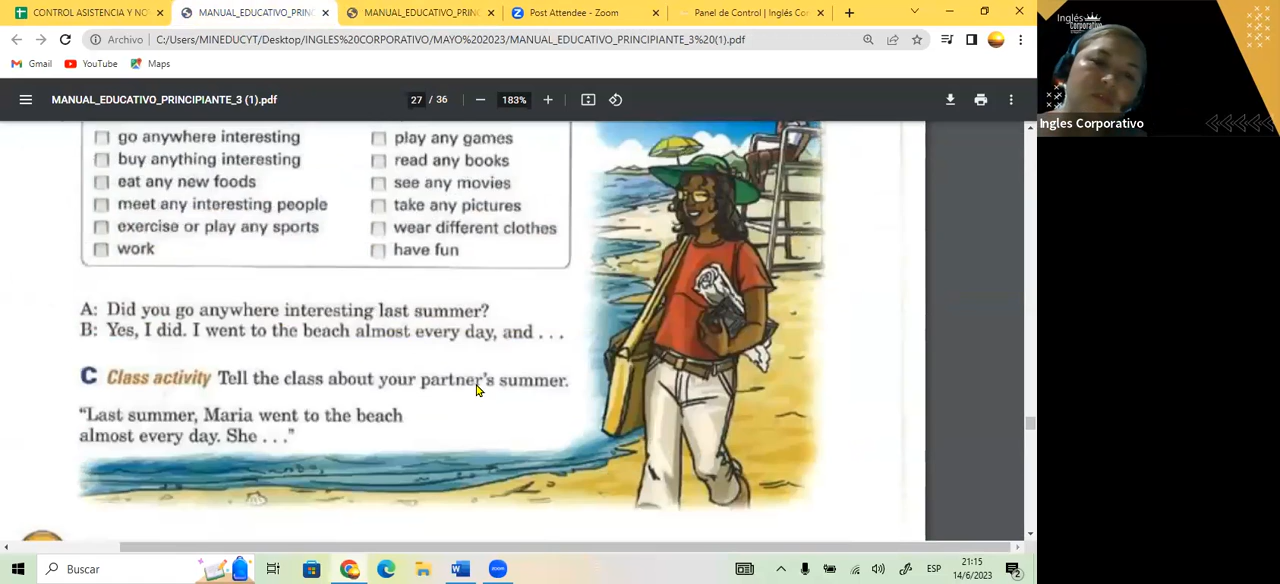 CONTROL ASISTENCIA Y NO
MANUAL_EDUCATIVO_PRINC
MANUAL_EDUCATIVO_PRINC
Post Attendee - Zoom
Panel de Control | Inglés Cor
Archivo
C:/Users/MINEDUCYT/Desktop/INGLES%20CORPORATIVO/MAYO%202023/MANUAL_EDUCATIVO_PRINCIPIANTE_3%20(1).pdf
Gmail
YouTube
Maps
MANUAL_EDUCATIVO_PRINCIPIANTE_3 (1).pdf
27 / 36
183%
go anywhere interesting
buy anything interesting
eat any new foods
meet any interesting people
exercise or play any sports
work
play any games
read any books
see any movies
take any pictures
wear different clothes
have fun
A: Did you go anywhere interesting last summer?
B: Yes, I did. I went to the beach almost every day, and . . .
C Class activity Tell the class about your partner's summer.
"Last summer, Maria went to the beach
almost every day. She . . ."
Inglés
Corporativo
Ingles Corporativo
Buscar
ESP
21:15
14/6/2023
2